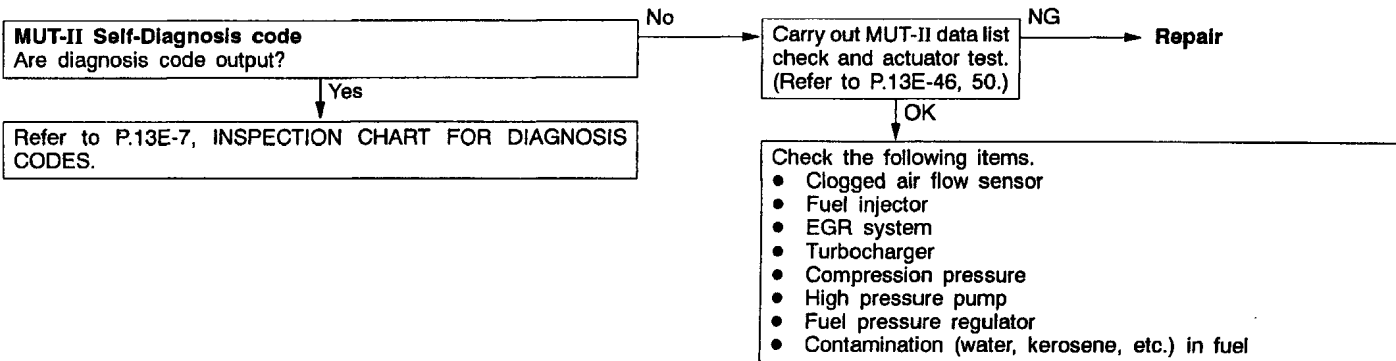 No
NG
MUT-II Self-Diagnosis code
Are diagnosis code output?
Carry out MUT-II data list
check and actuator test.
(Refer to P.13E-46, 50.)
Repair
Yes
OK
Refer to P.13E-7, INSPECTION CHART FOR DIAGNOSIS
CODES.
Check the following items.
● Clogged air flow sensor
● Fuel injector
● EGR system
● Turbocharger
● Compression pressure
● High pressure pump
● Fuel pressure regulator
● Contamination (water, kerosene, etc.) in fuel